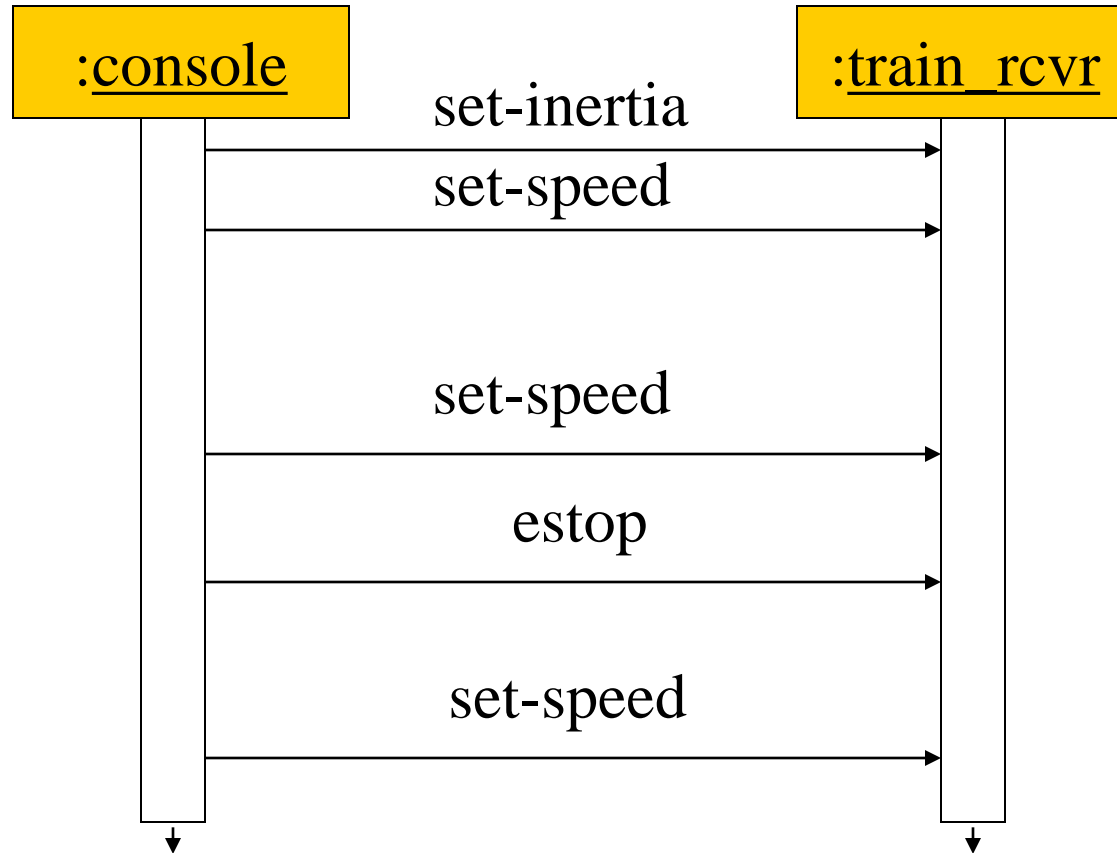 :console
:train_rcvr
set-inertia
set-speed
set-speed
estop
set-speed